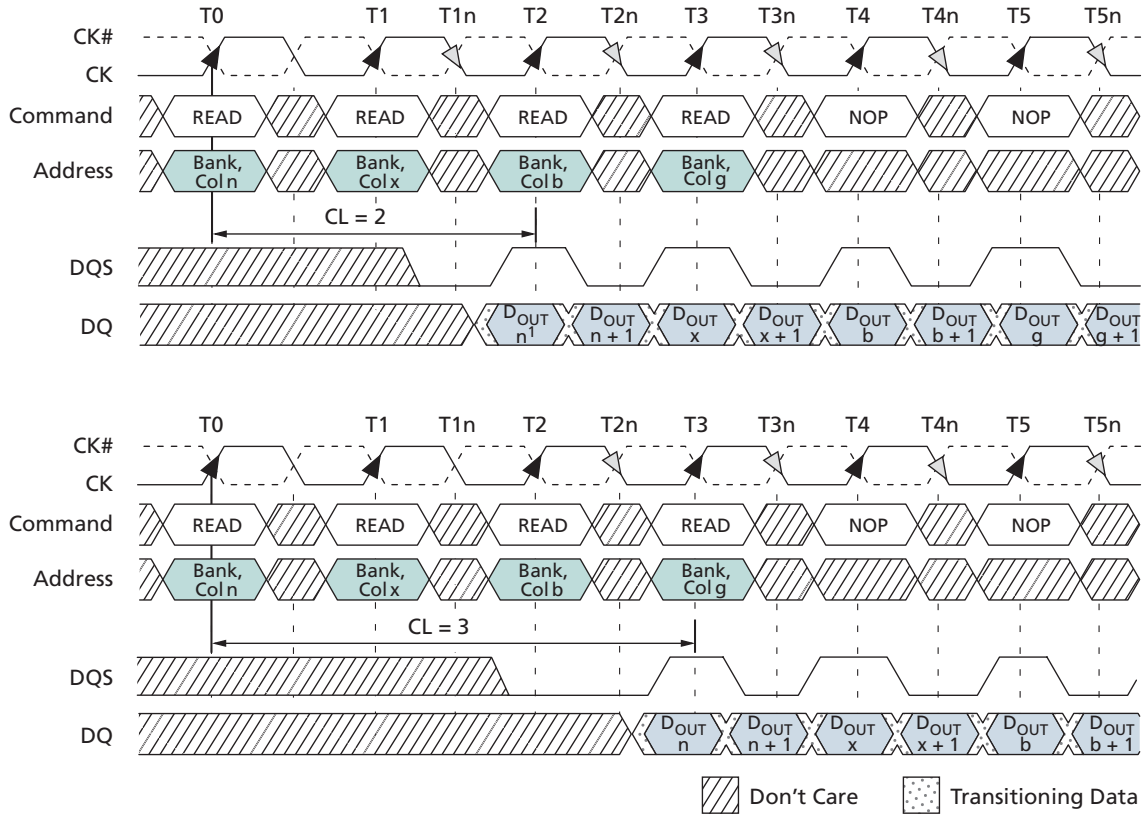 T0 T1 T1n T2 T2n T3 T3n T4 T4n T5 T5n
CK#
CK
Command READ READ READ READ NOP NOP
Address Bank, Col n Bank, Col x Bank, Col b Bank, Col g
CL = 2
DQS
DQ DOUT n¹ DOUT n + 1 DOUT x DOUT x + 1 DOUT b DOUT b + 1 DOUT g DOUT g + 1
T0 T1 T1n T2 T2n T3 T3n T4 T4n T5 T5n
CK#
CK
Command READ READ READ READ NOP NOP
Address Bank, Col n Bank, Col x Bank, Col b Bank, Col g
CL = 3
DQS
DQ DOUT n DOUT n + 1 DOUT x DOUT x + 1 DOUT b DOUT b + 1
Don't Care Transitioning Data